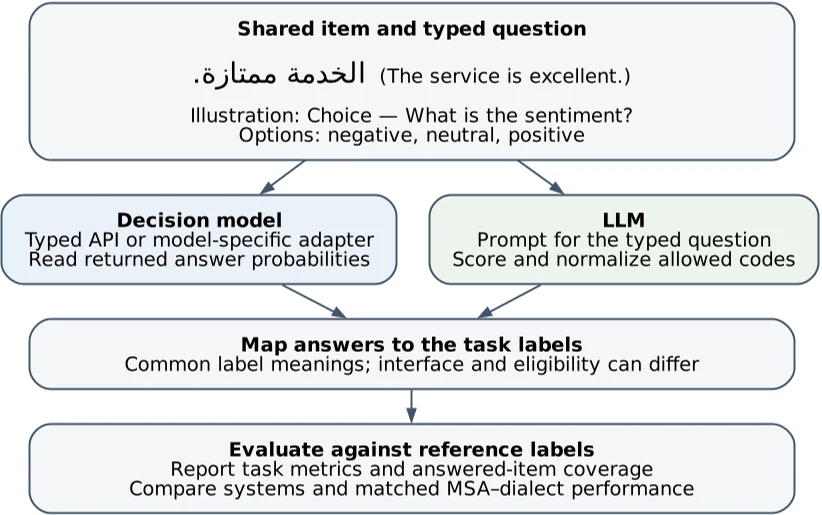 Shared item and typed question
الخدمة ممتازة. (The service is excellent.)
Illustration: Choice — What is the sentiment?
Options: negative, neutral, positive
Decision model
Typed API or model-specific adapter
Read returned answer probabilities
LLM
Prompt for the typed question
Score and normalize allowed codes
Map answers to the task labels
Common label meanings; interface and eligibility can differ
Evaluate against reference labels
Report task metrics and answered-item coverage
Compare systems and matched MSA–dialect performance